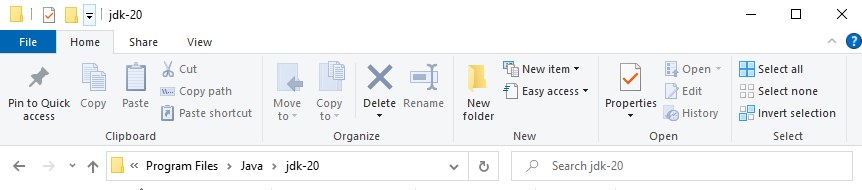 jdk-20
File Home Share View
Pin to Quick access
Copy
Paste
Cut
Copy path
Paste shortcut
Clipboard
Move to
Copy to
Delete
Rename
Organize
New folder
New item
Easy access
New
Properties
Open
Edit
History
Open
Select all
Select none
Invert selection
Select
« Program Files > Java > jdk-20
Search jdk-20